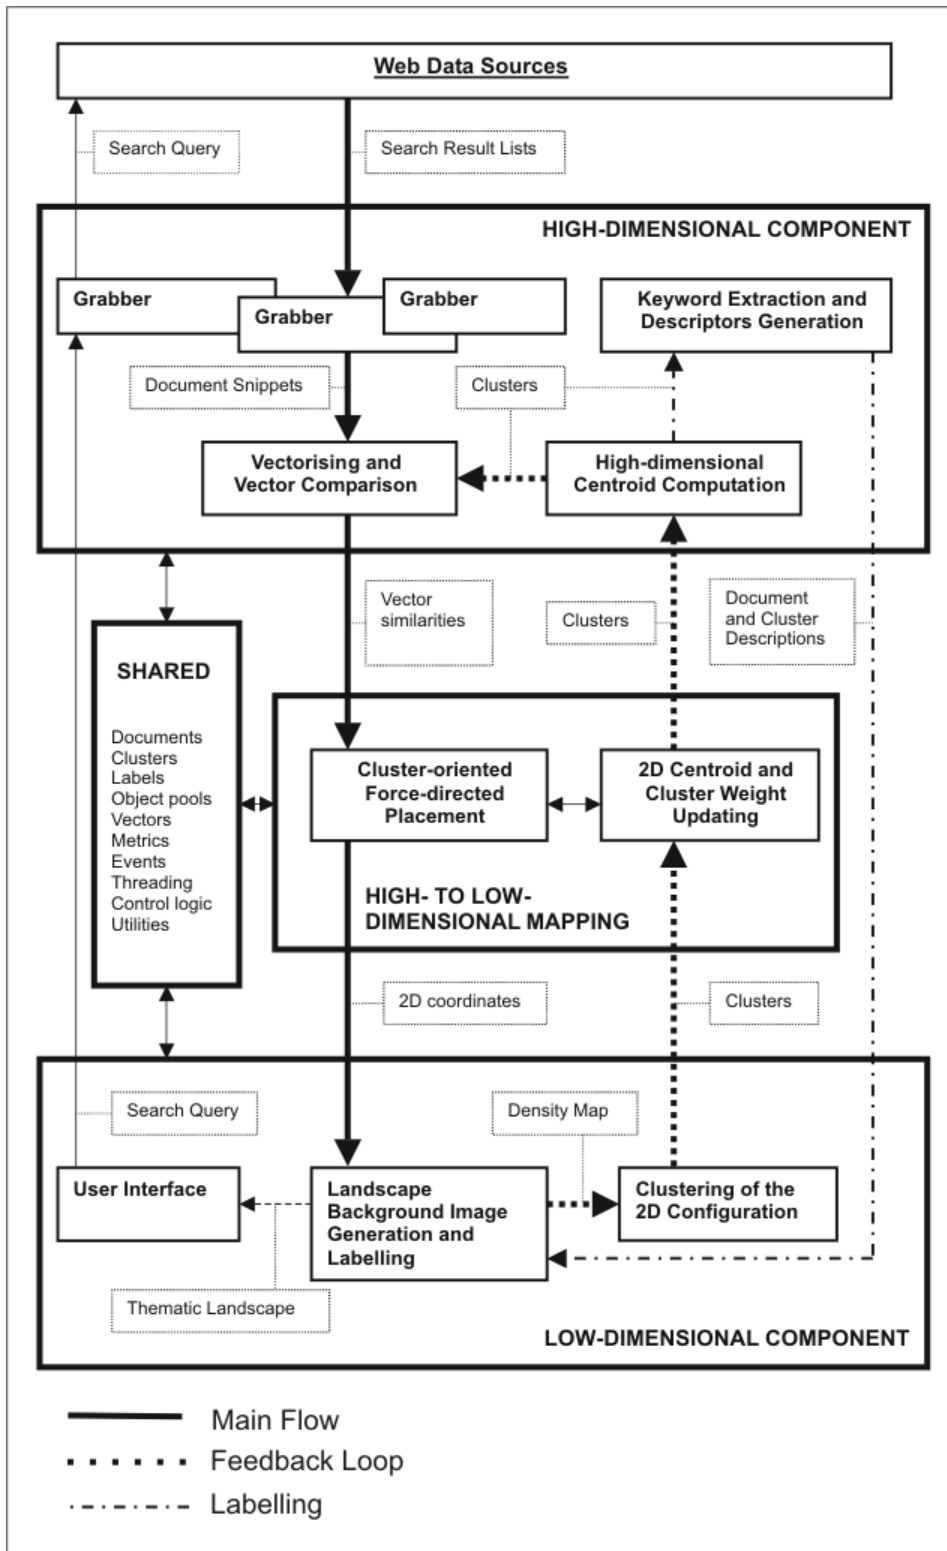 Web Data Sources
Search Query
Search Result Lists
HIGH-DIMENSIONAL COMPONENT
Grabber
Grabber
Grabber
Keyword Extraction and
Descriptors Generation
Document Snippets
Clusters
Vectorising and
Vector Comparison
High-dimensional
Centroid Computation
Vector
similarities
Clusters
Document
and Cluster
Descriptions
SHARED
Documents
Clusters
Labels
Object pools
Vectors
Metrics
Events
Threading
Control logic
Utilities
Cluster-oriented
Force-directed
Placement
2D Centroid and
Cluster Weight
Updating
HIGH- TO LOW-
DIMENSIONAL MAPPING
2D coordinates
Clusters
Search Query
Density Map
User Interface
Landscape
Background Image
Generation and
Labelling
Clustering of the
2D Configuration
Thematic Landscape
LOW-DIMENSIONAL COMPONENT
Main Flow
Feedback Loop
Labelling